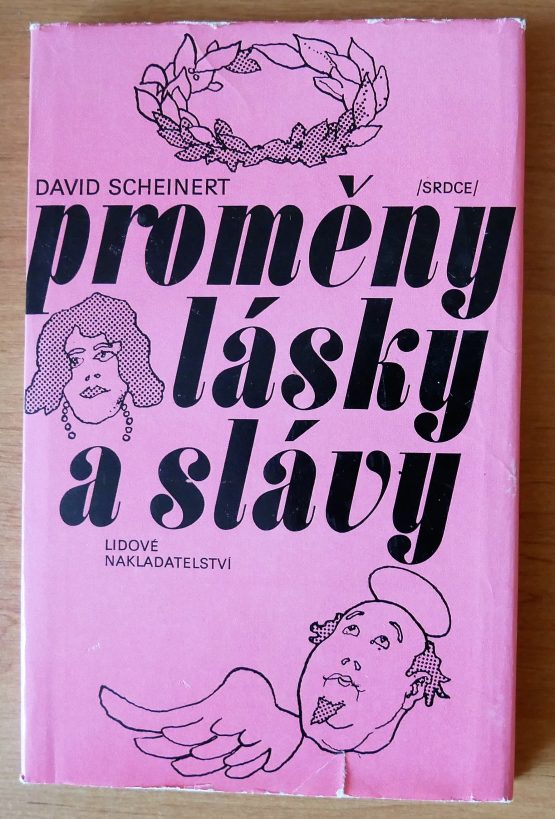 DAVID SCHEINERT /SRDCE/
proměny
lásky
a slávy
LIDOVÉ
NAKLADATELSTVÍ